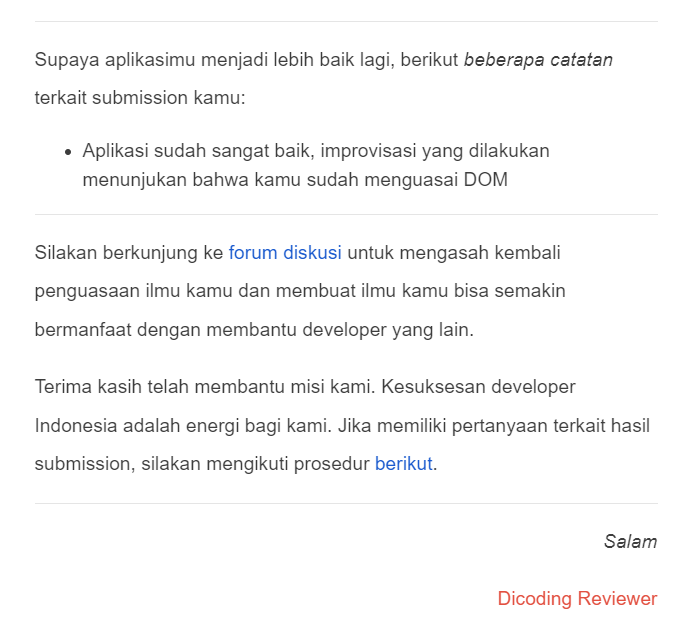 Supaya aplikasimu menjadi lebih baik lagi, berikut beberapa catatan
terkait submission kamu:
• Aplikasi sudah sangat baik, improvisasi yang dilakukan
menunjukan bahwa kamu sudah menguasai DOM
Silakan berkunjung ke forum diskusi untuk mengasah kembali
penguasaan ilmu kamu dan membuat ilmu kamu bisa semakin
bermanfaat dengan membantu developer yang lain.
Terima kasih telah membantu misi kami. Kesuksesan developer
Indonesia adalah energi bagi kami. Jika memiliki pertanyaan terkait hasil
submission, silakan mengikuti prosedur berikut.
Salam
Dicoding Reviewer